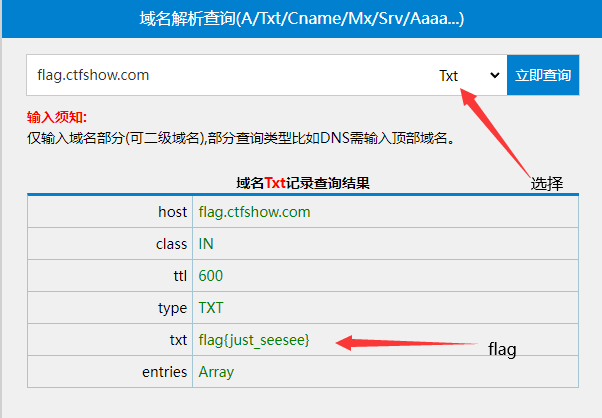 域名解析查询(A/Txt/Cname/Mx/Srv/Aaaa...)
flag.ctfshow.com Txt 立即查询
输入须知:
仅输入域名部分(可二级域名),部分查询类型比如DNS需输入顶部域名。
选择
域名Txt记录查询结果
host flag.ctfshow.com
class IN
ttl 600
type TXT
txt flag{just_seesee}
flag
entries Array